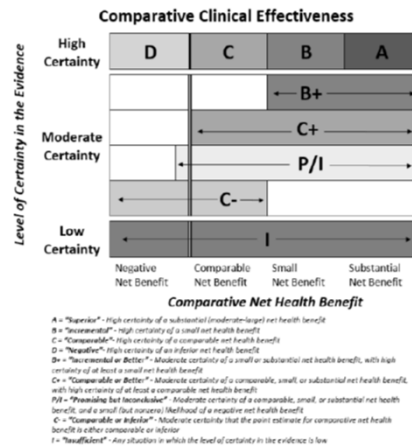 Comparative Clinical Effectiveness
Level of Certainty in the Evidence
High
Certainty
D
C
B
A
B+
Moderate
Certainty
C+
P/I
C-
Low
Certainty
I
Negative
Net Benefit
Comparable
Net Benefit
Small
Net Benefit
Substantial
Net Benefit
Comparative Net Health Benefit
A = "Superior" - High certainty of a substantial (moderate-large) net health benefit
B = "Incremental" - High certainty of a small net health benefit
C = "Comparable" - High certainty of a comparable net health benefit
D = "Negative" - High certainty of an inferior net health benefit
B+ = "Incremental or Better" - Moderate certainty of a small or substantial net health benefit, with high
certainty of at least a small net health benefit
C+ = "Comparable or Better" - Moderate certainty of a comparable, small, or substantial net health benefit,
with high certainty of at least a comparable net health benefit
P/I = "Promising but Inconclusive" - Moderate certainty of a comparable, small, or substantial net health
benefit, and a small (but nonzero) likelihood of a negative net health benefit
C- = "Comparable or Inferior" - Moderate certainty that the point estimate for comparative net health
benefit is either comparable or inferior
I = "Insufficient" - Any situation in which the level of certainty in the evidence is low